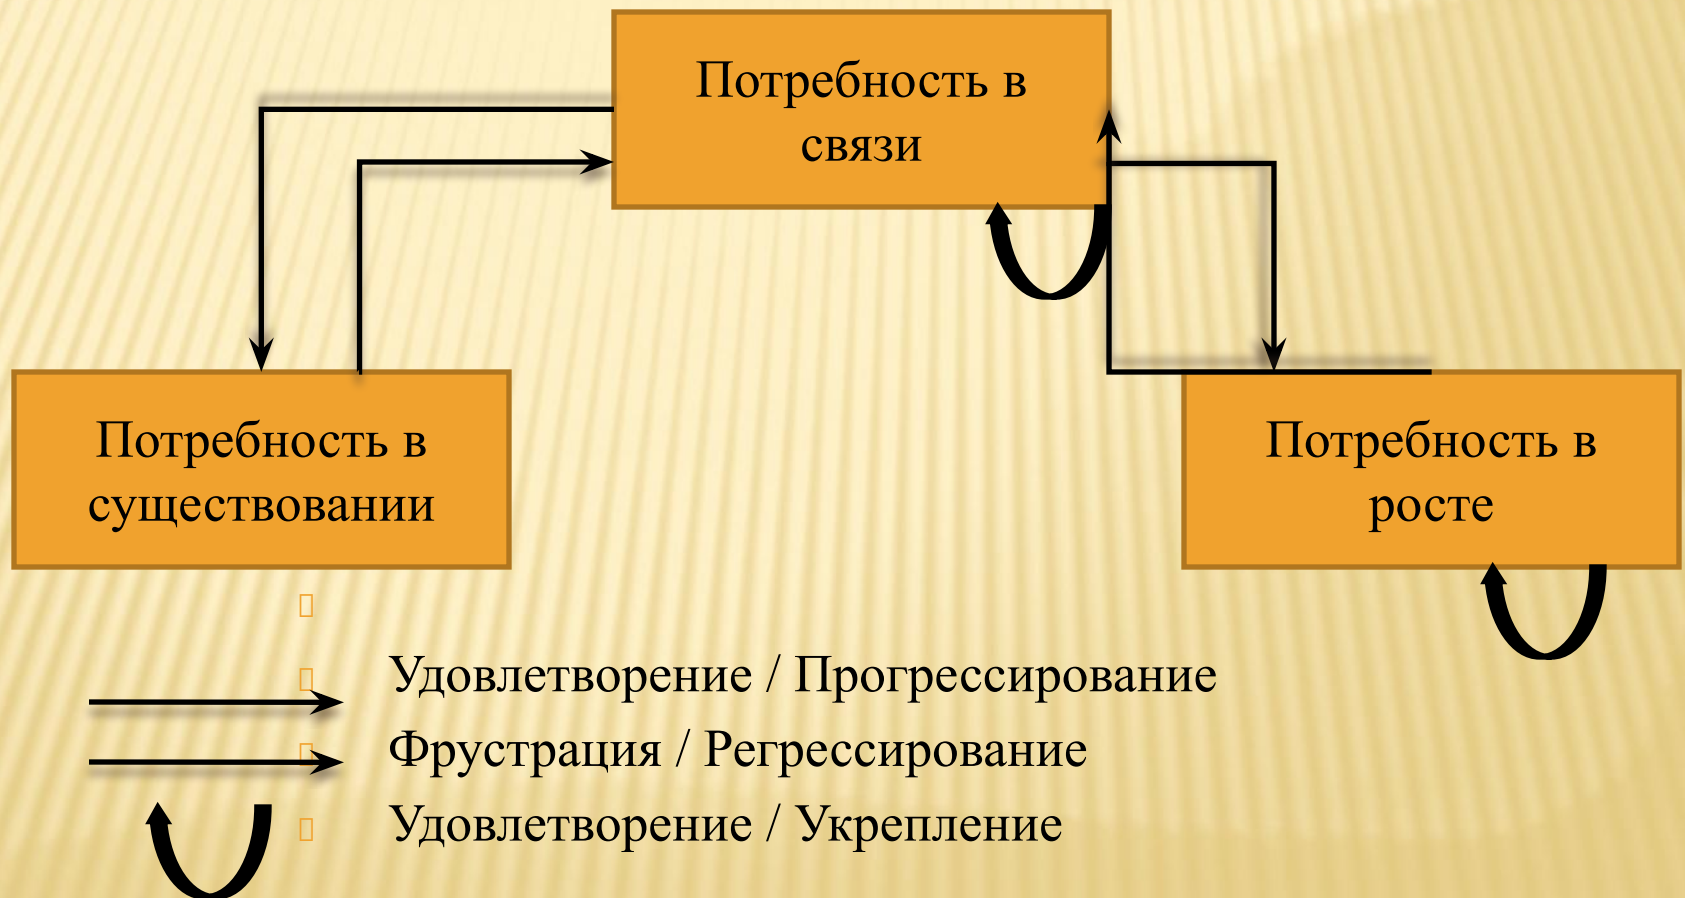 Потребность в
связи
Потребность в
существовании
Потребность в
росте
Удовлетворение / Прогрессирование
Фрустрация / Регрессирование
Удовлетворение / Укрепление